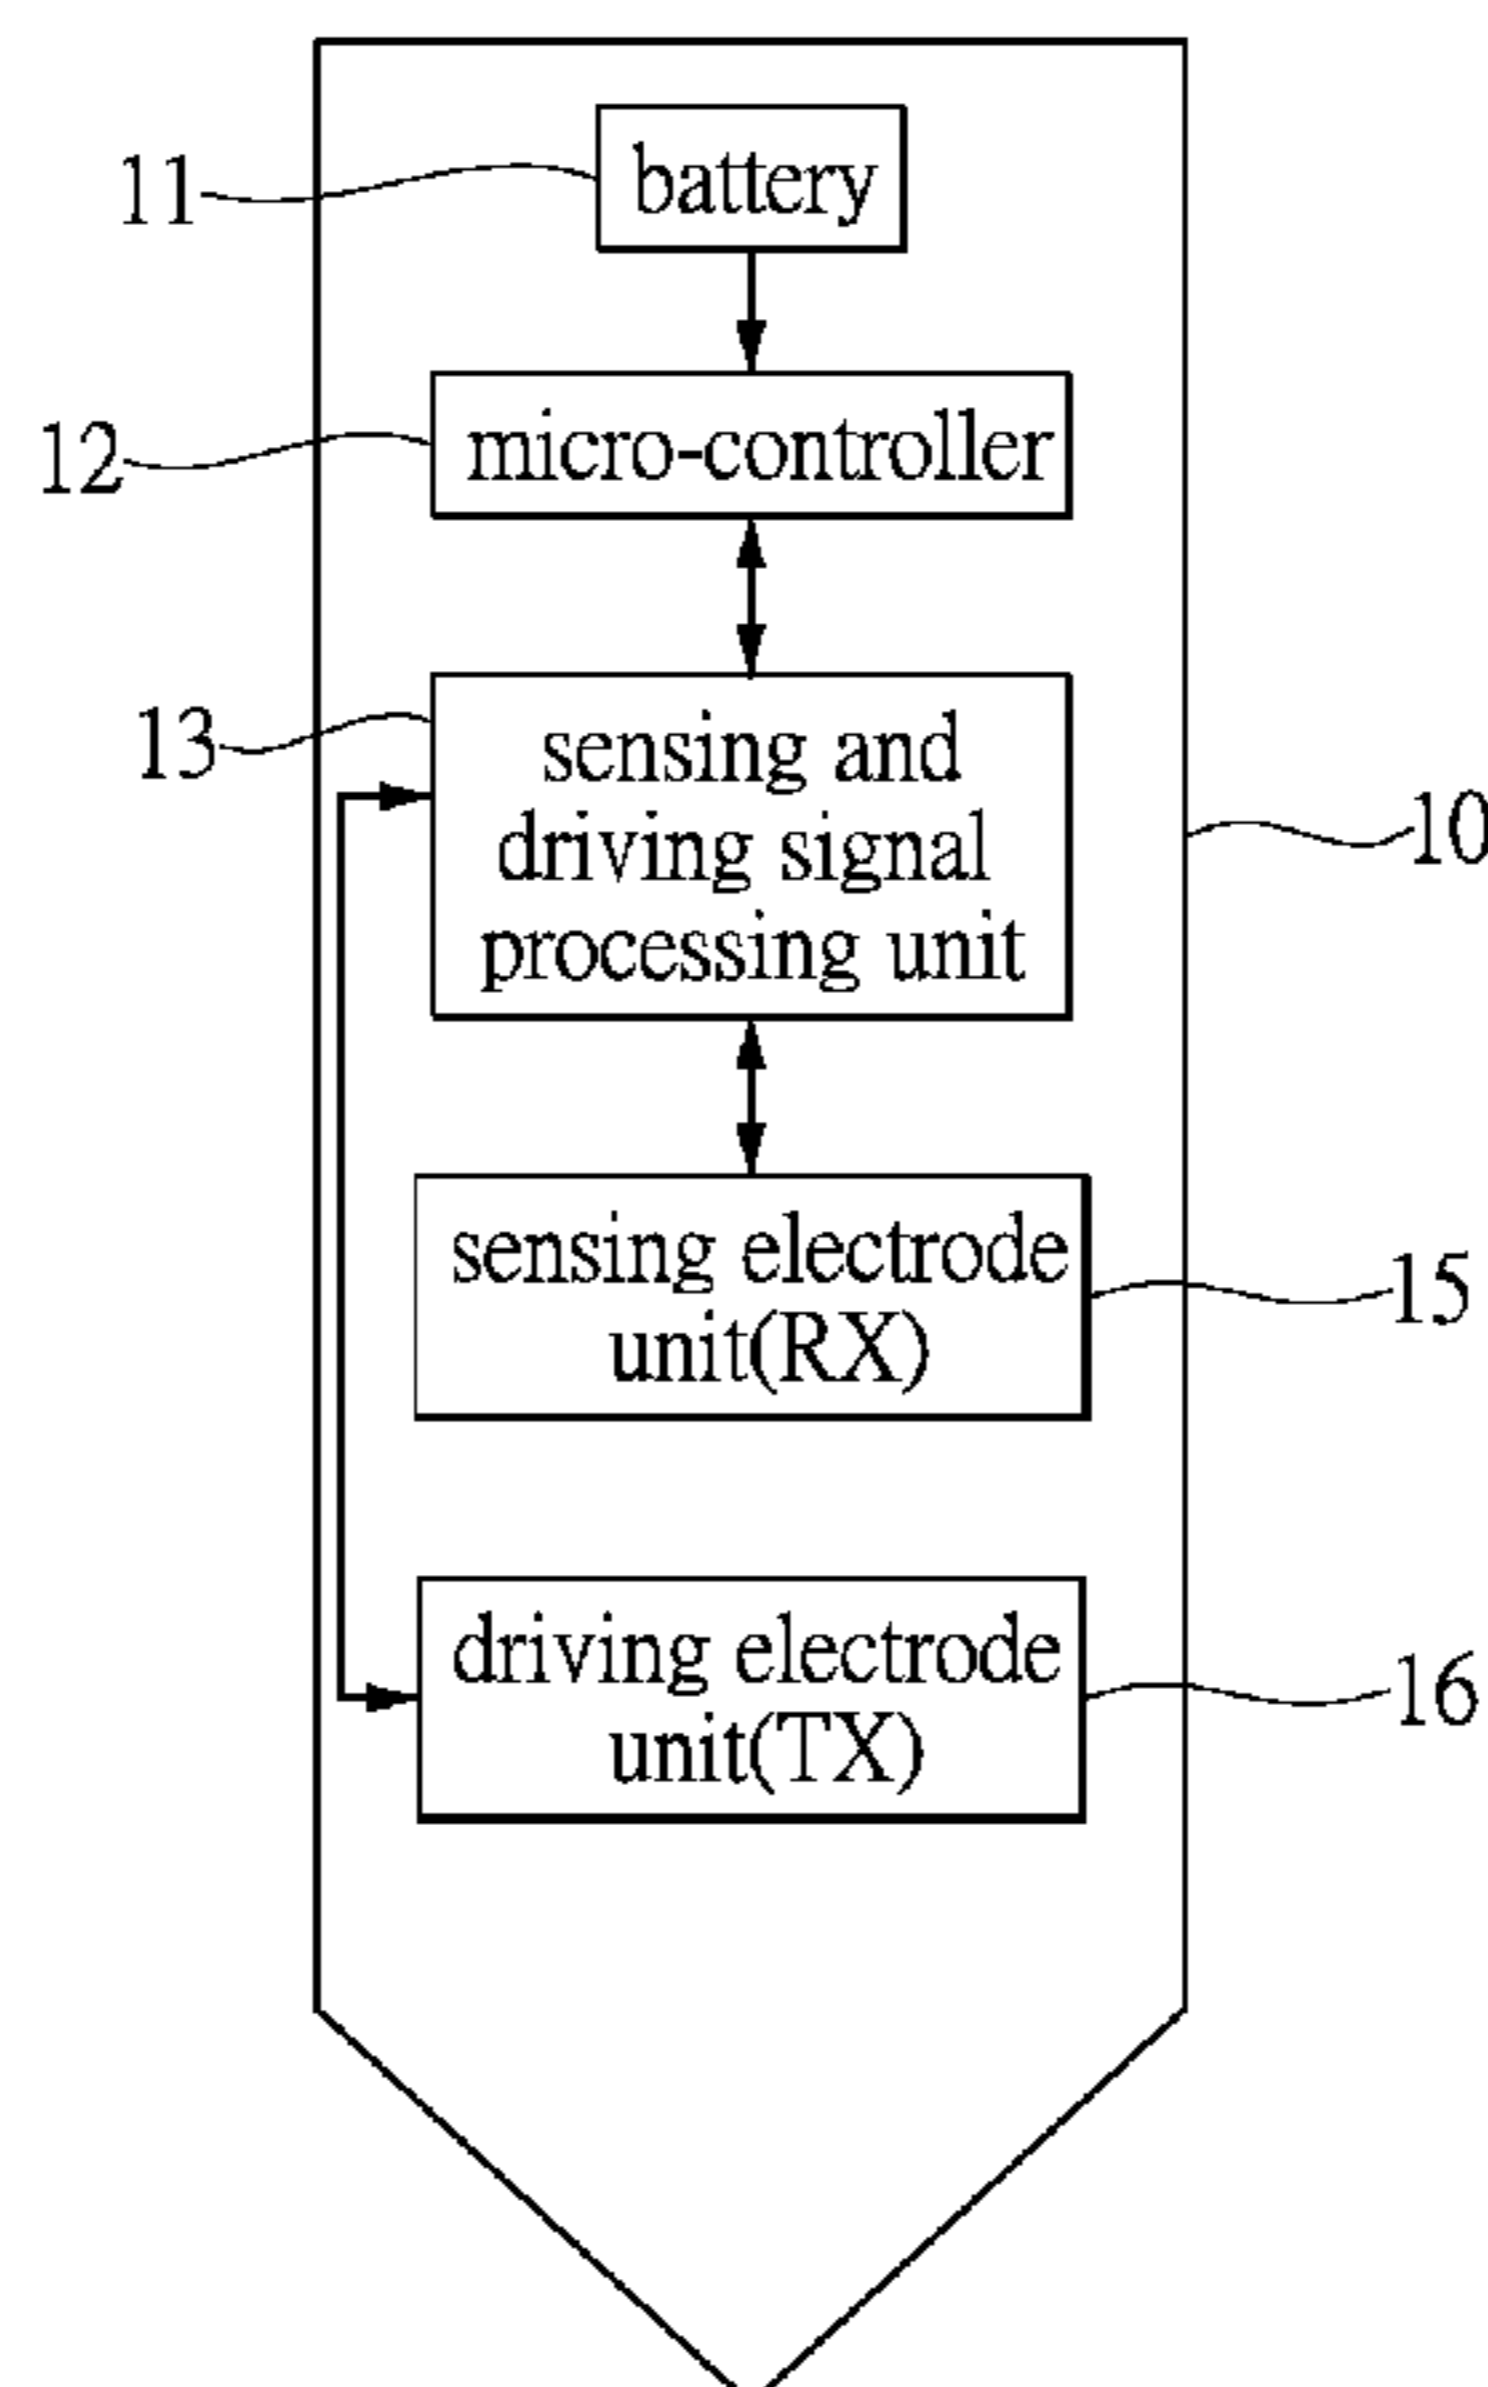 11
battery
12
micro-controller
13
sensing and
driving signal
processing unit
10
sensing electrode
unit(RX)
15
driving electrode
unit(TX)
16